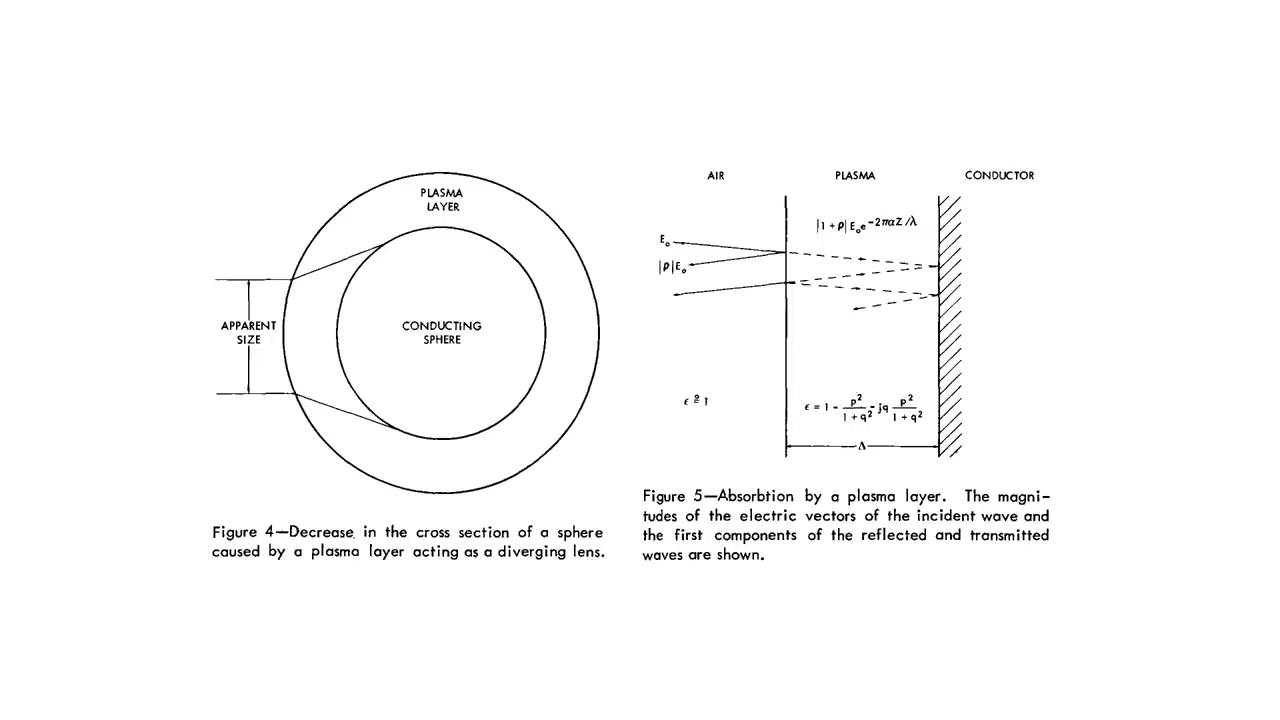 PLASMA
LAYER
APPARENT
SIZE
CONDUCTING
SPHERE
Figure 4—Decrease in the cross section of a sphere
caused by a plasma layer acting as a diverging lens.
AIR PLASMA CONDUCTOR
|1 + ρ| E₀e^−2παZ/λ
E₀
|ρ|E₀
ε ≅ 1
ε = 1 - p²/(1 + q²) - jq p²/(1 + q²)
Λ
Figure 5—Absorbtion by a plasma layer. The magni-
tudes of the electric vectors of the incident wave and
the first components of the reflected and transmitted
waves are shown.